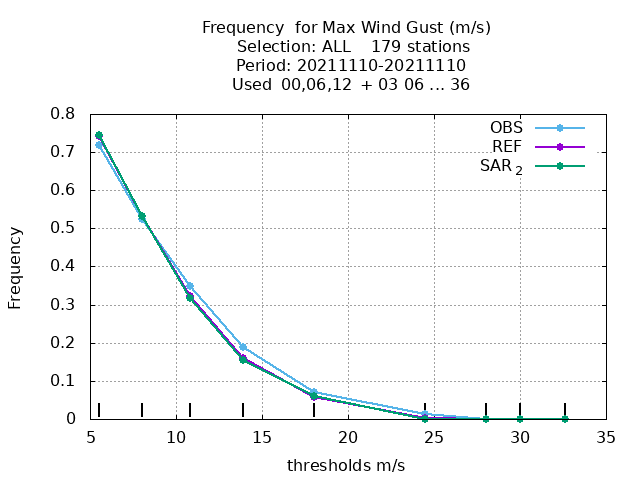 Frequency  for Max Wind Gust (m/s)
Selection: ALL    179 stations
Period: 20211110-20211110
Used  00,06,12  + 03 06 ... 36
OBS
REF
SAR 2
0.8
0.7
0.6
0.5
0.4
0.3
0.2
0.1
0
Frequency
5 10 15 20 25 30 35
thresholds m/s